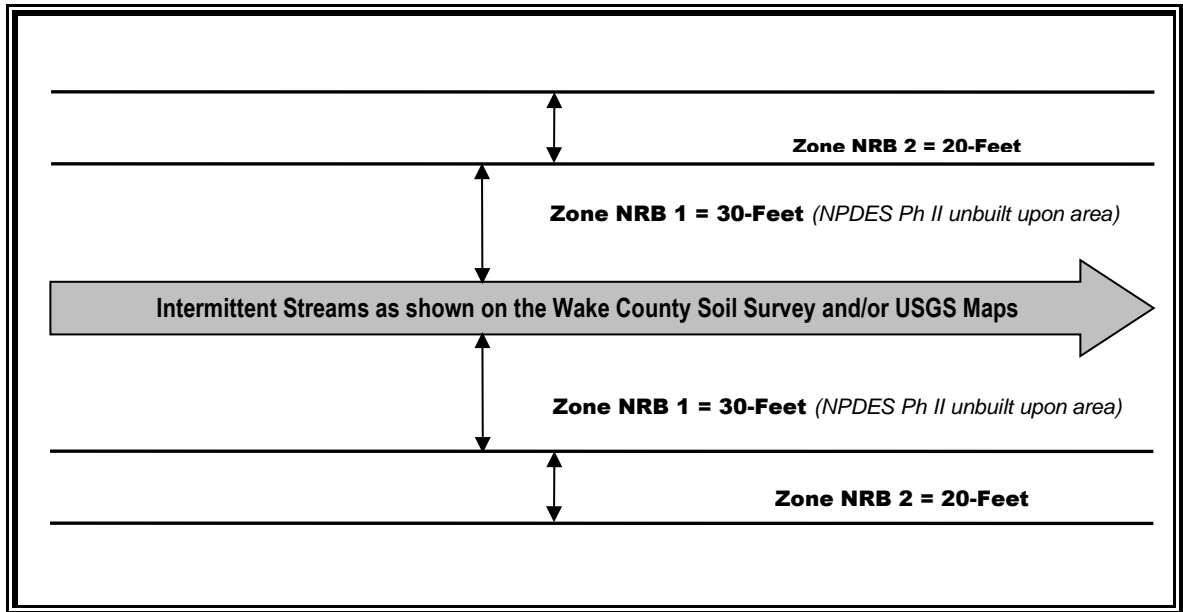 Zone NRB 2 = 20-Feet
Zone NRB 1 = 30-Feet (NPDES Ph II unbuilt upon area)
Intermittent Streams as shown on the Wake County Soil Survey and/or USGS Maps
Zone NRB 1 = 30-Feet (NPDES Ph II unbuilt upon area)
Zone NRB 2 = 20-Feet